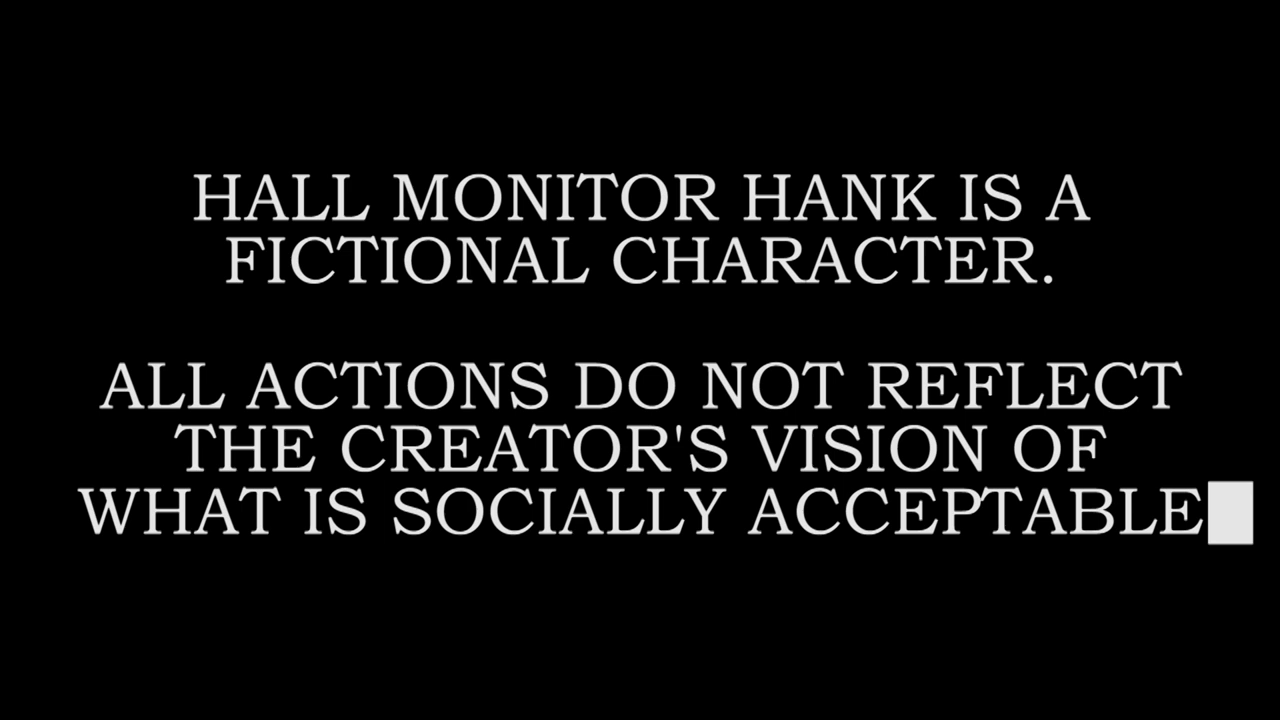 HALL MONITOR HANK IS A
FICTIONAL CHARACTER.
ALL ACTIONS DO NOT REFLECT
THE CREATOR'S VISION OF
WHAT IS SOCIALLY ACCEPTABLE